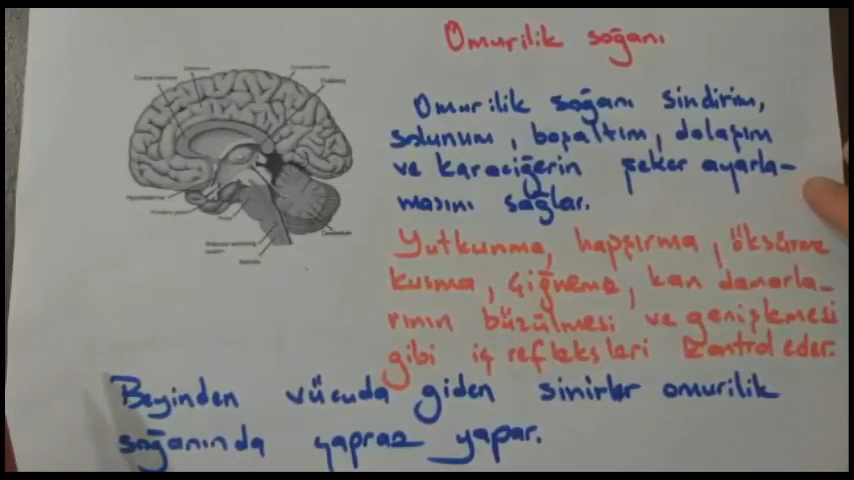 Omurilik soğanı
Omurilik soğanı sindirim,
solunum, boşaltım, dolaşım
ve karaciğerin şeker ayarla-
masını sağlar.
Yutkunma, hapşırma, öksürme
kusma, çiğneme, kan damarla-
rının büzülmesi ve genişlemesi
gibi iç refleksleri kontrol eder.
Beyinden vücuda giden sinirler omurilik
soğanında çapraz yapar.
Cerebellum